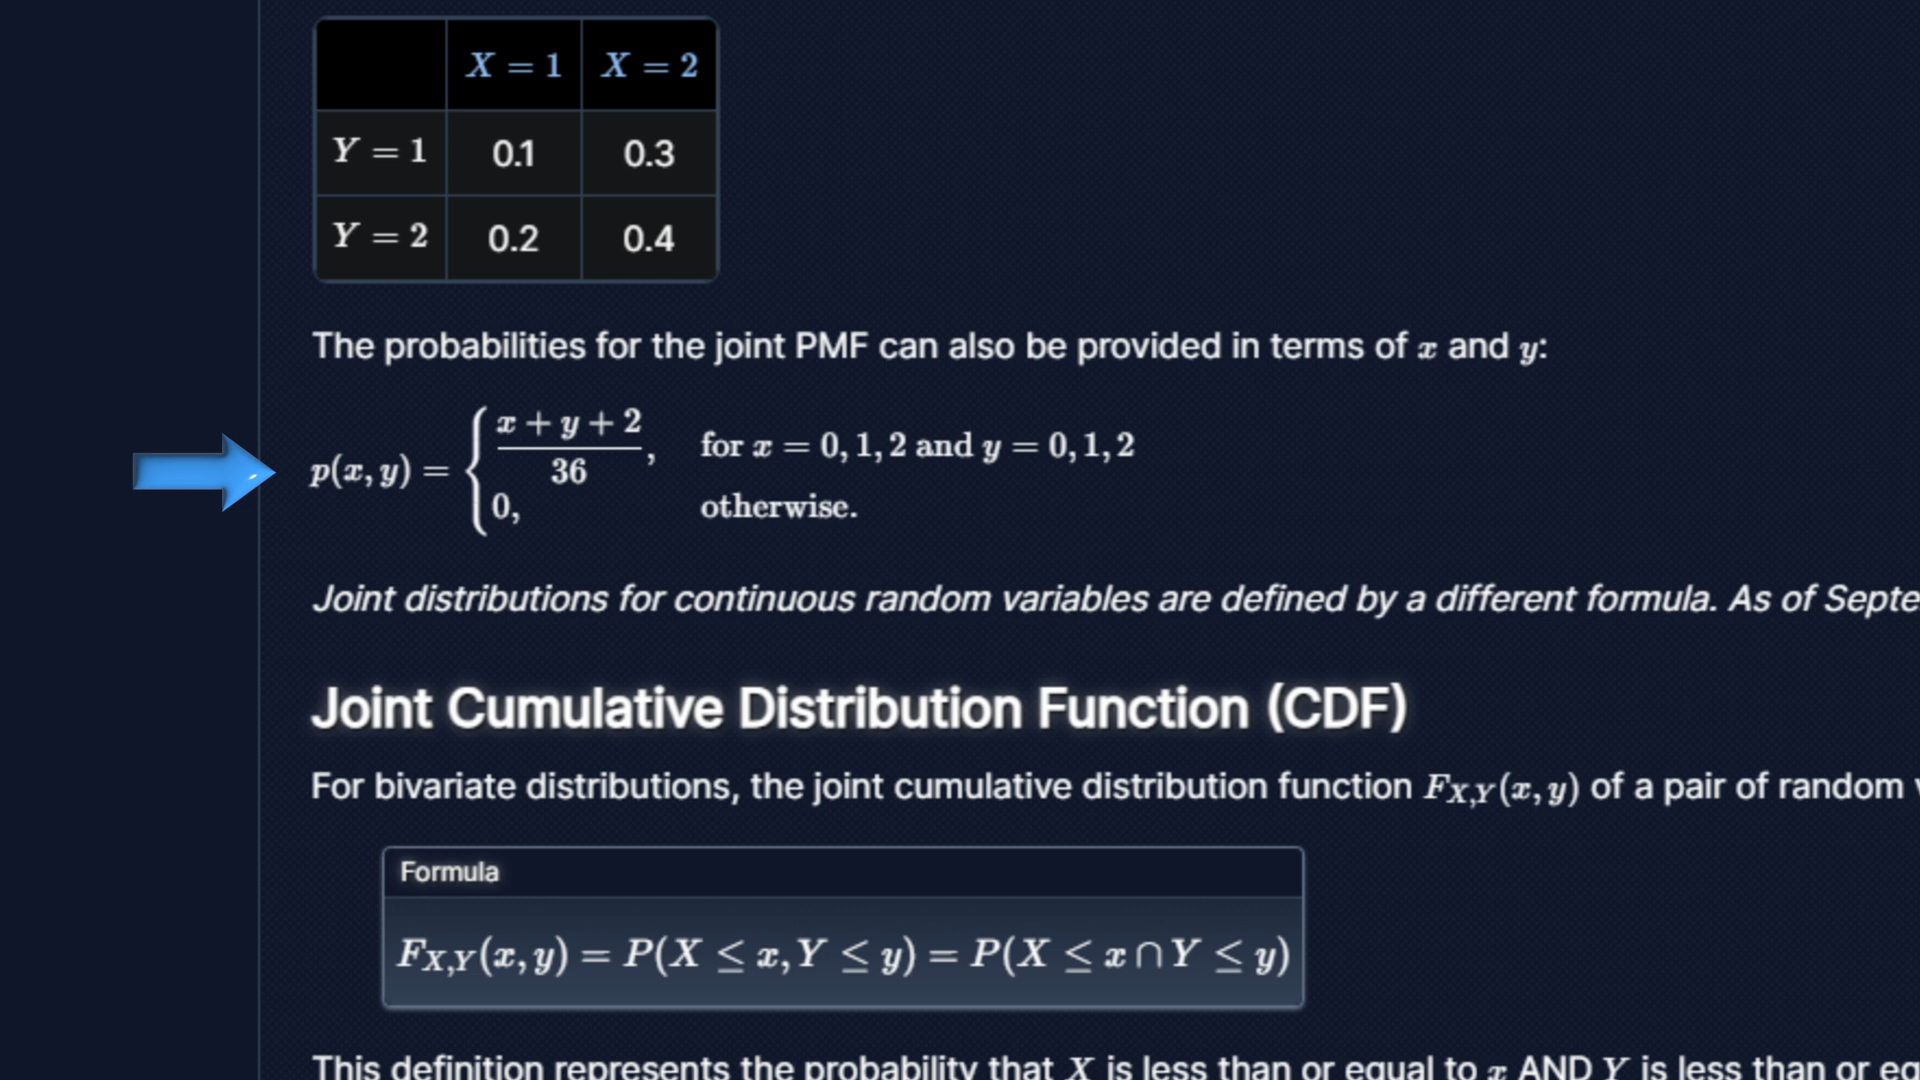 X = 1 X = 2
Y = 1 0.1 0.3
Y = 2 0.2 0.4
The probabilities for the joint PMF can also be provided in terms of x and y:
p(x, y) = { (x + y + 2)/36, for x = 0, 1, 2 and y = 0, 1, 2
0, otherwise.
Joint distributions for continuous random variables are defined by a different formula. As of
Joint Cumulative Distribution Function (CDF)
For bivariate distributions, the joint cumulative distribution function F_{X,Y}(x, y) of a pair of random
Formula
F_{X,Y}(x, y) = P(X ≤ x, Y ≤ y) = P(X ≤ x ∩ Y ≤ y)
This definition represents the probability that X is less than or equal to x AND Y is less than or